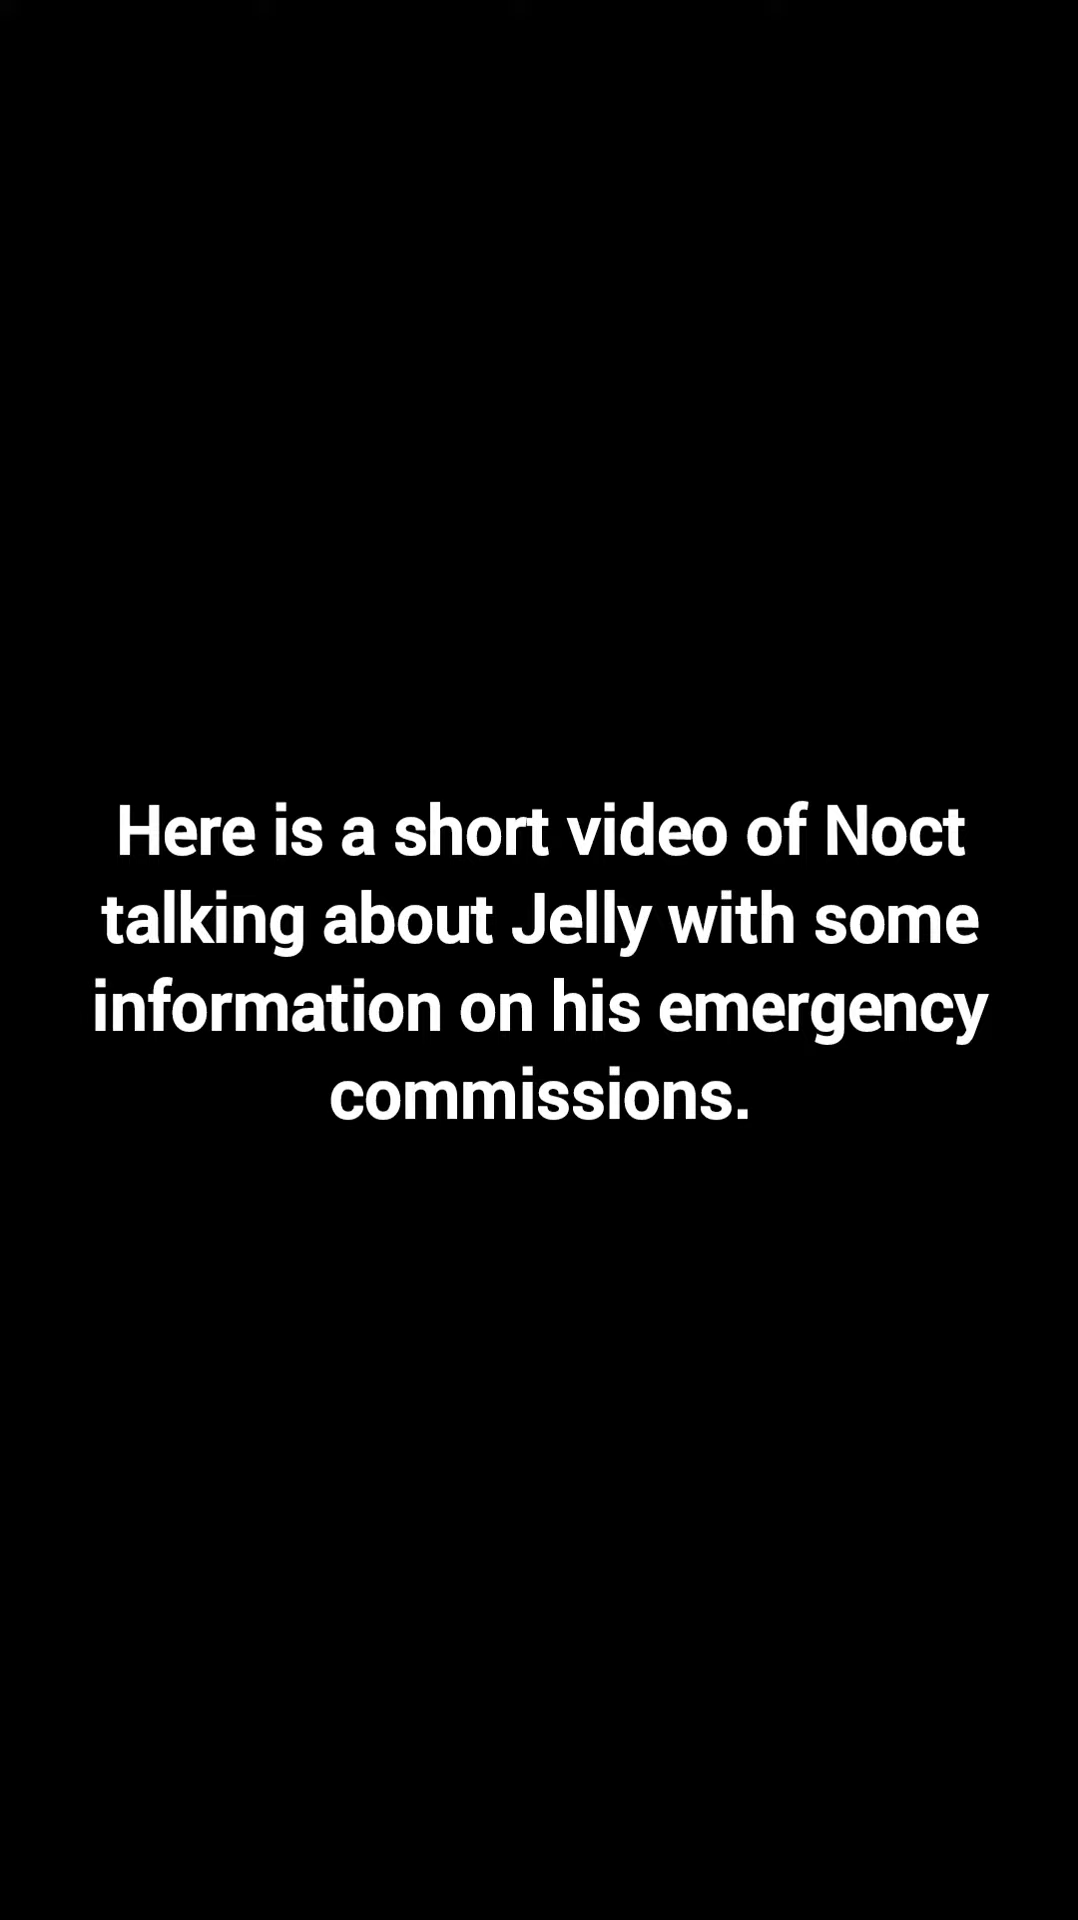 Here is a short video of Noct
talking about Jelly with some
information on his emergency
commissions.